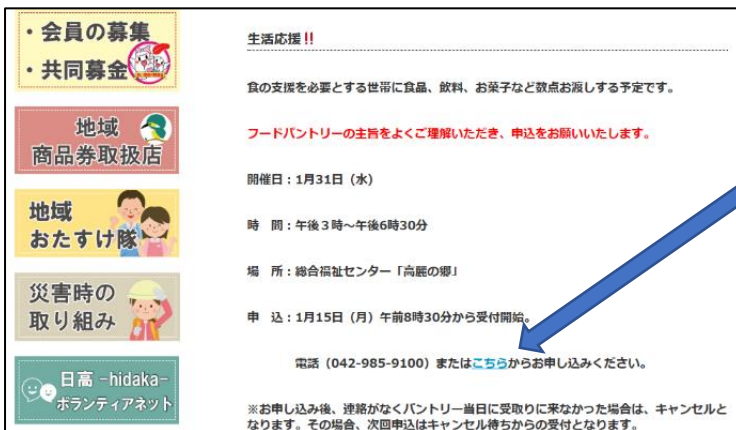 ・会員の募集
・共同募金
地域
商品券取扱店
地域
おたすけ隊
災害時の
取り組み
日高 -hidaka-
ボランティアネット
生活応援!!
食の支援を必要とする世帯に食品、飲料、お菓子など数点お渡しする予定です。
フードパントリーの主旨をよくご理解いただき、申込をお願いいたします。
開催日：1月31日（水）
時　間：午後３時～午後6時30分
場　所：総合福祉センター「高麗の郷」
申　込：1月15日（月）午前8時30分から受付開始。
電話（042-985-9100）またはこちらからお申し込みください。
※お申し込み後、連絡がなくパントリー当日に受取りに来なかった場合は、キャンセルと
なります。その場合、次回申込はキャンセル待ちからの受付となります。